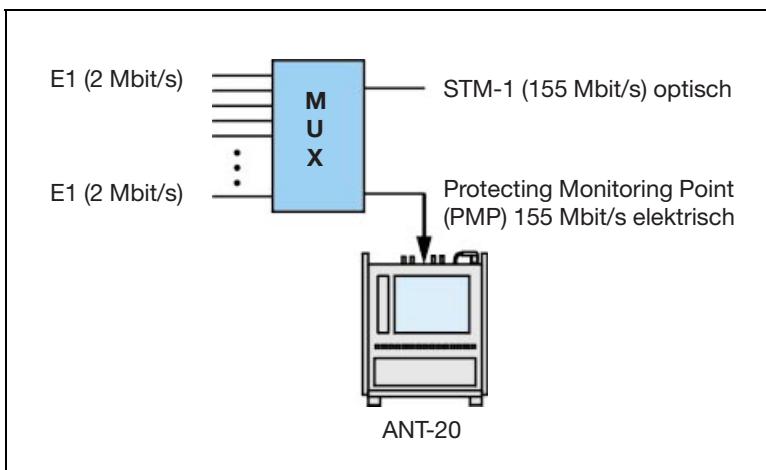 E1 (2 Mbit/s)
MUX
STM-1 (155 Mbit/s) optisch
E1 (2 Mbit/s)
Protecting Monitoring Point
(PMP) 155 Mbit/s elektrisch
ANT-20